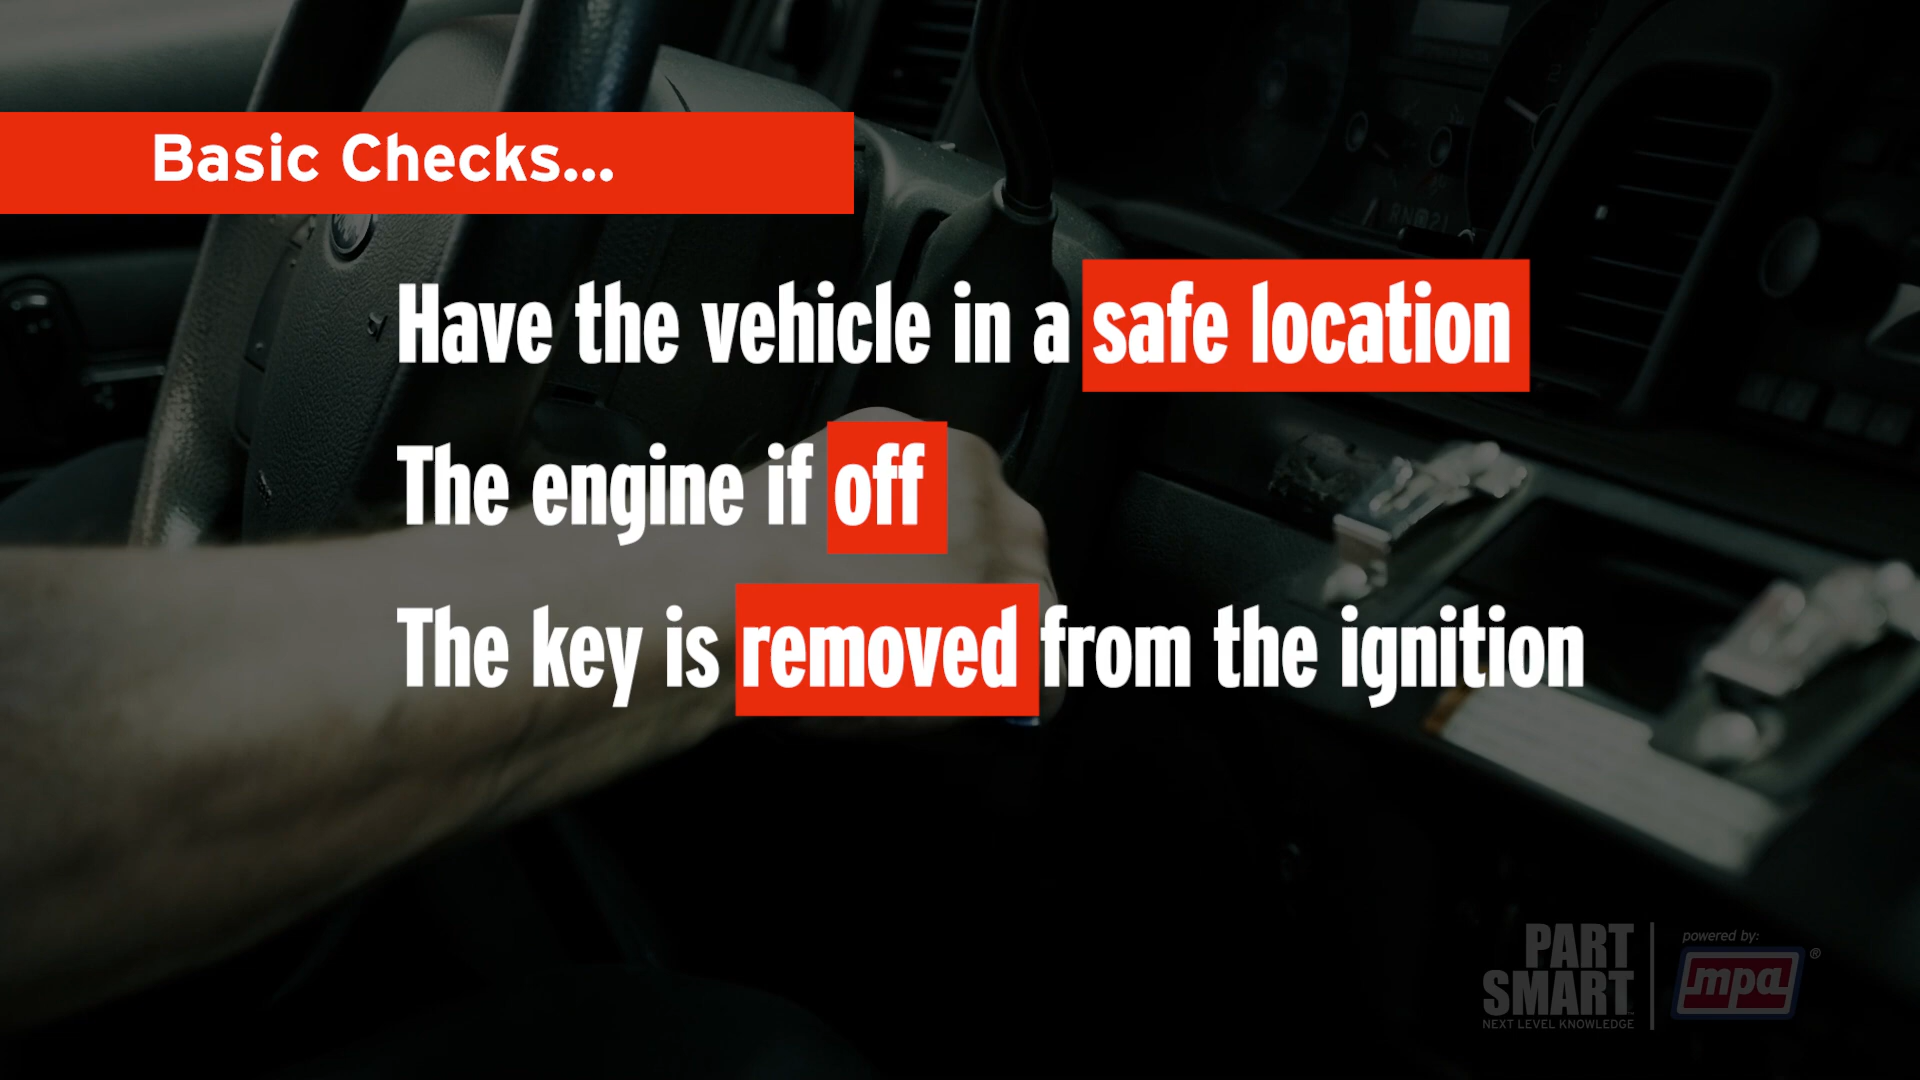 Basic Checks...
Have the vehicle in a safe location
The engine if off
The key is removed from the ignition
PART
SMART
NEXT LEVEL KNOWLEDGE
powered by:
mpa
®